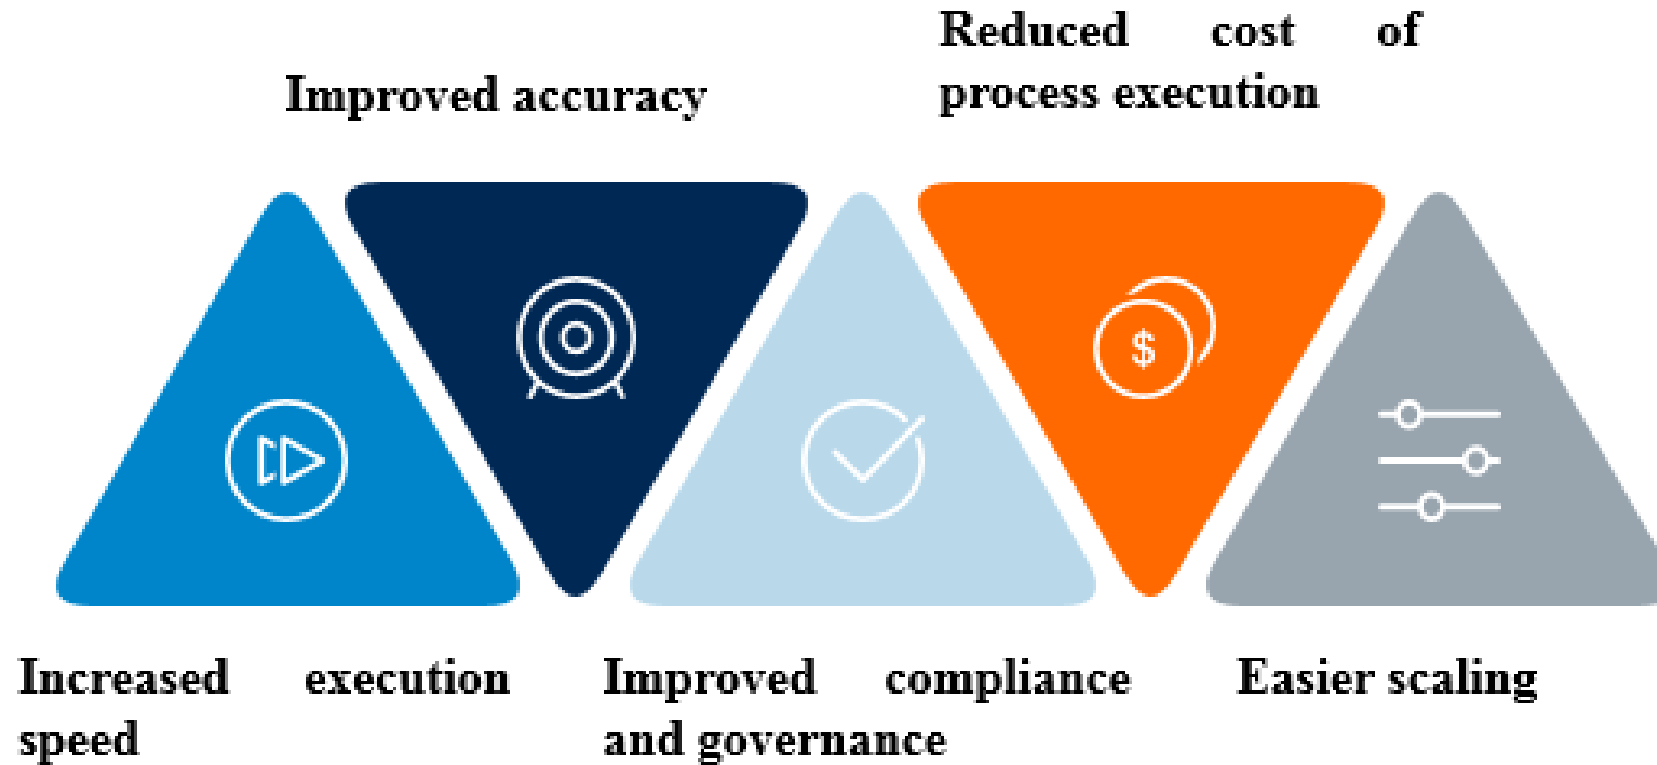 Reduced cost of
process execution
Improved accuracy
$
Increased execution
speed
Improved compliance
and governance
Easier scaling